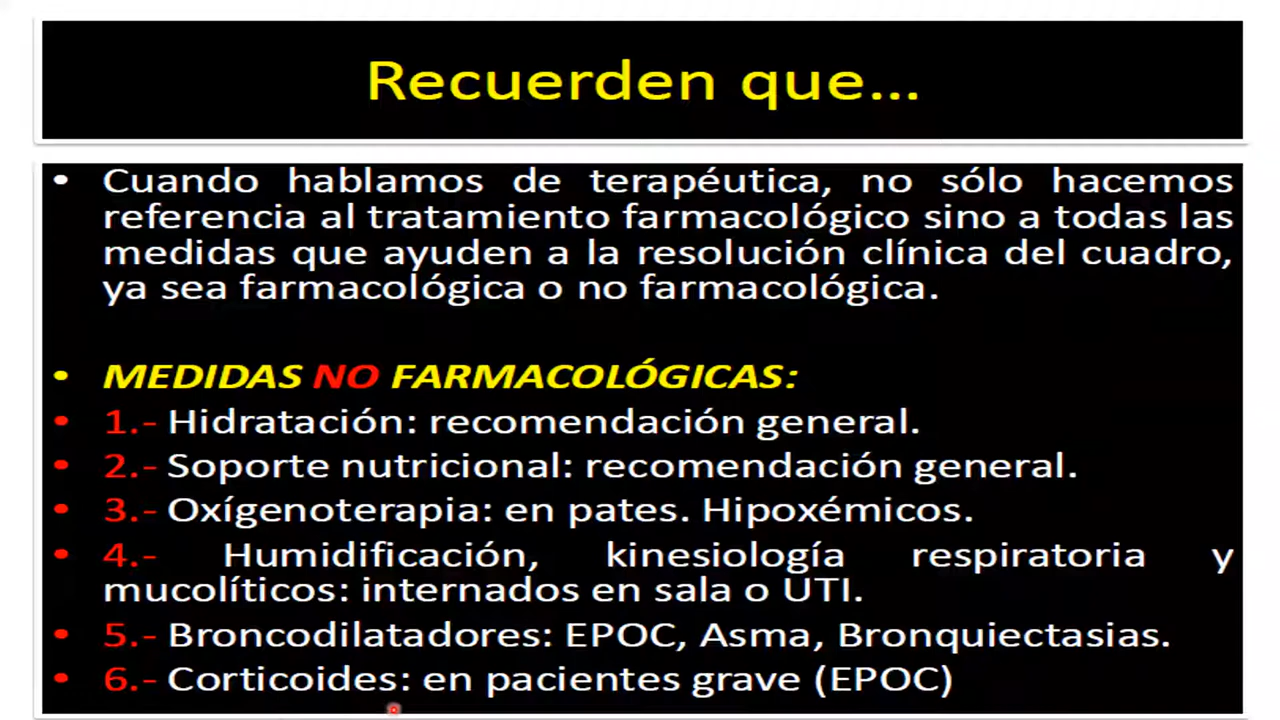 Recuerden que...
• Cuando hablamos de terapéutica, no sólo hacemos
referencia al tratamiento farmacológico sino a todas las
medidas que ayuden a la resolución clínica del cuadro,
ya sea farmacológica o no farmacológica.
• MEDIDAS NO FARMACOLÓGICAS:
• 1.- Hidratación: recomendación general.
• 2.- Soporte nutricional: recomendación general.
• 3.- Oxígenoterapia: en pates. Hipoxémicos.
• 4.- Humidificación, kinesiología respiratoria y
mucolíticos: internados en sala o UTI.
• 5.- Broncodilatadores: EPOC, Asma, Bronquiectasias.
• 6.- Corticoides: en pacientes grave (EPOC)